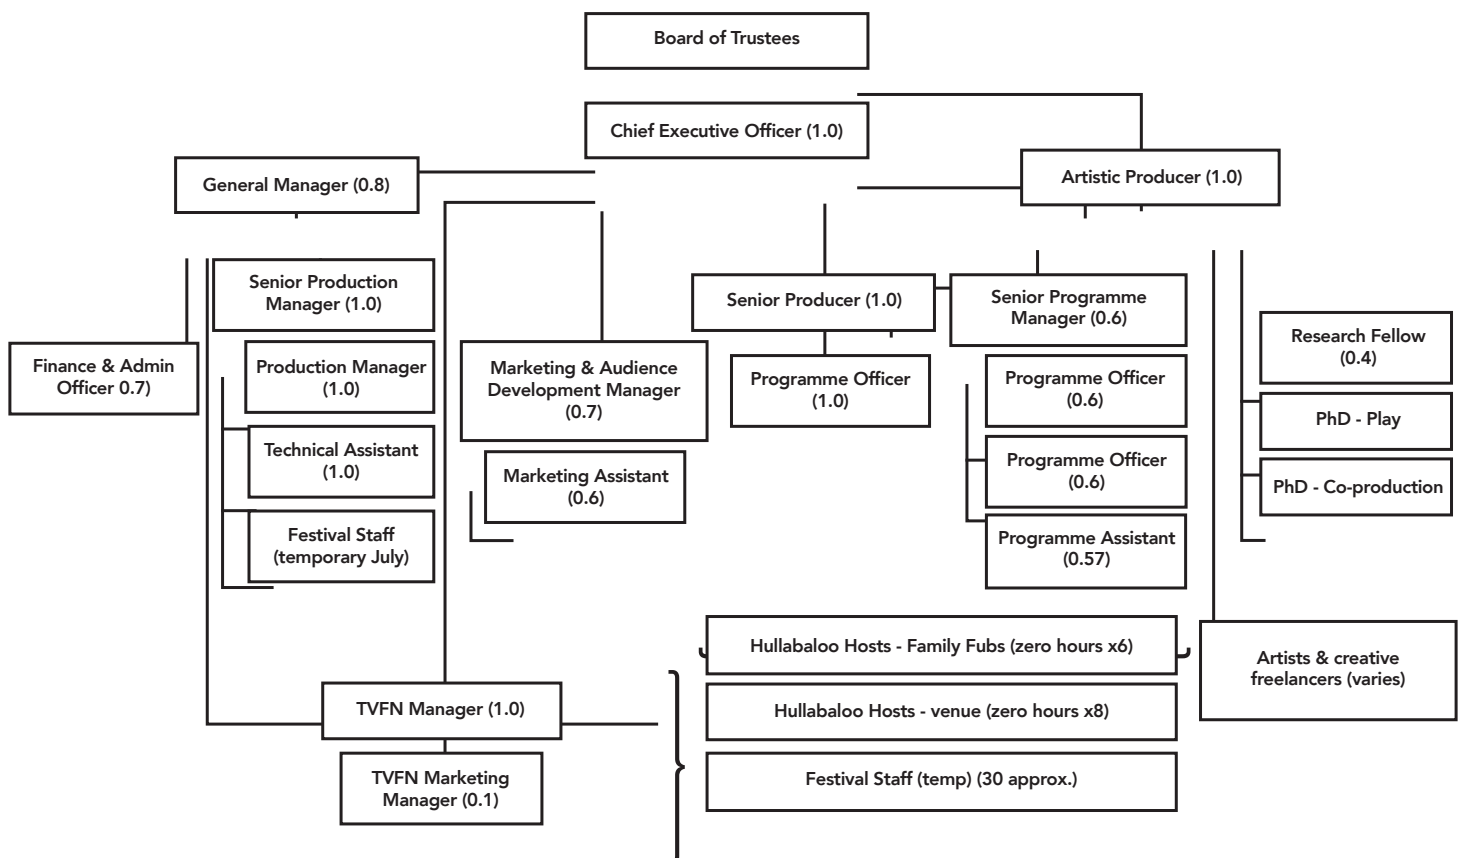 Board of Trustees
Chief Executive Officer (1.0)
General Manager (0.8)
Artistic Producer (1.0)
Senior Production
Manager (1.0)
Finance & Admin
Officer 0.7)
Production Manager
(1.0)
Technical Assistant
(1.0)
Festival Staff
(temporary July)
Marketing & Audience
Development Manager
(0.7)
Marketing Assistant
(0.6)
Senior Producer (1.0)
Programme Officer
(1.0)
Senior Programme
Manager (0.6)
Programme Officer
(0.6)
Programme Officer
(0.6)
Programme Assistant
(0.57)
Research Fellow
(0.4)
PhD - Play
PhD - Co-production
Hullabaloo Hosts - Family Fubs (zero hours x6)
Hullabaloo Hosts - venue (zero hours x8)
Festival Staff (temp) (30 approx.)
Artists & creative
freelancers (varies)
TVFN Manager (1.0)
TVFN Marketing
Manager (0.1)